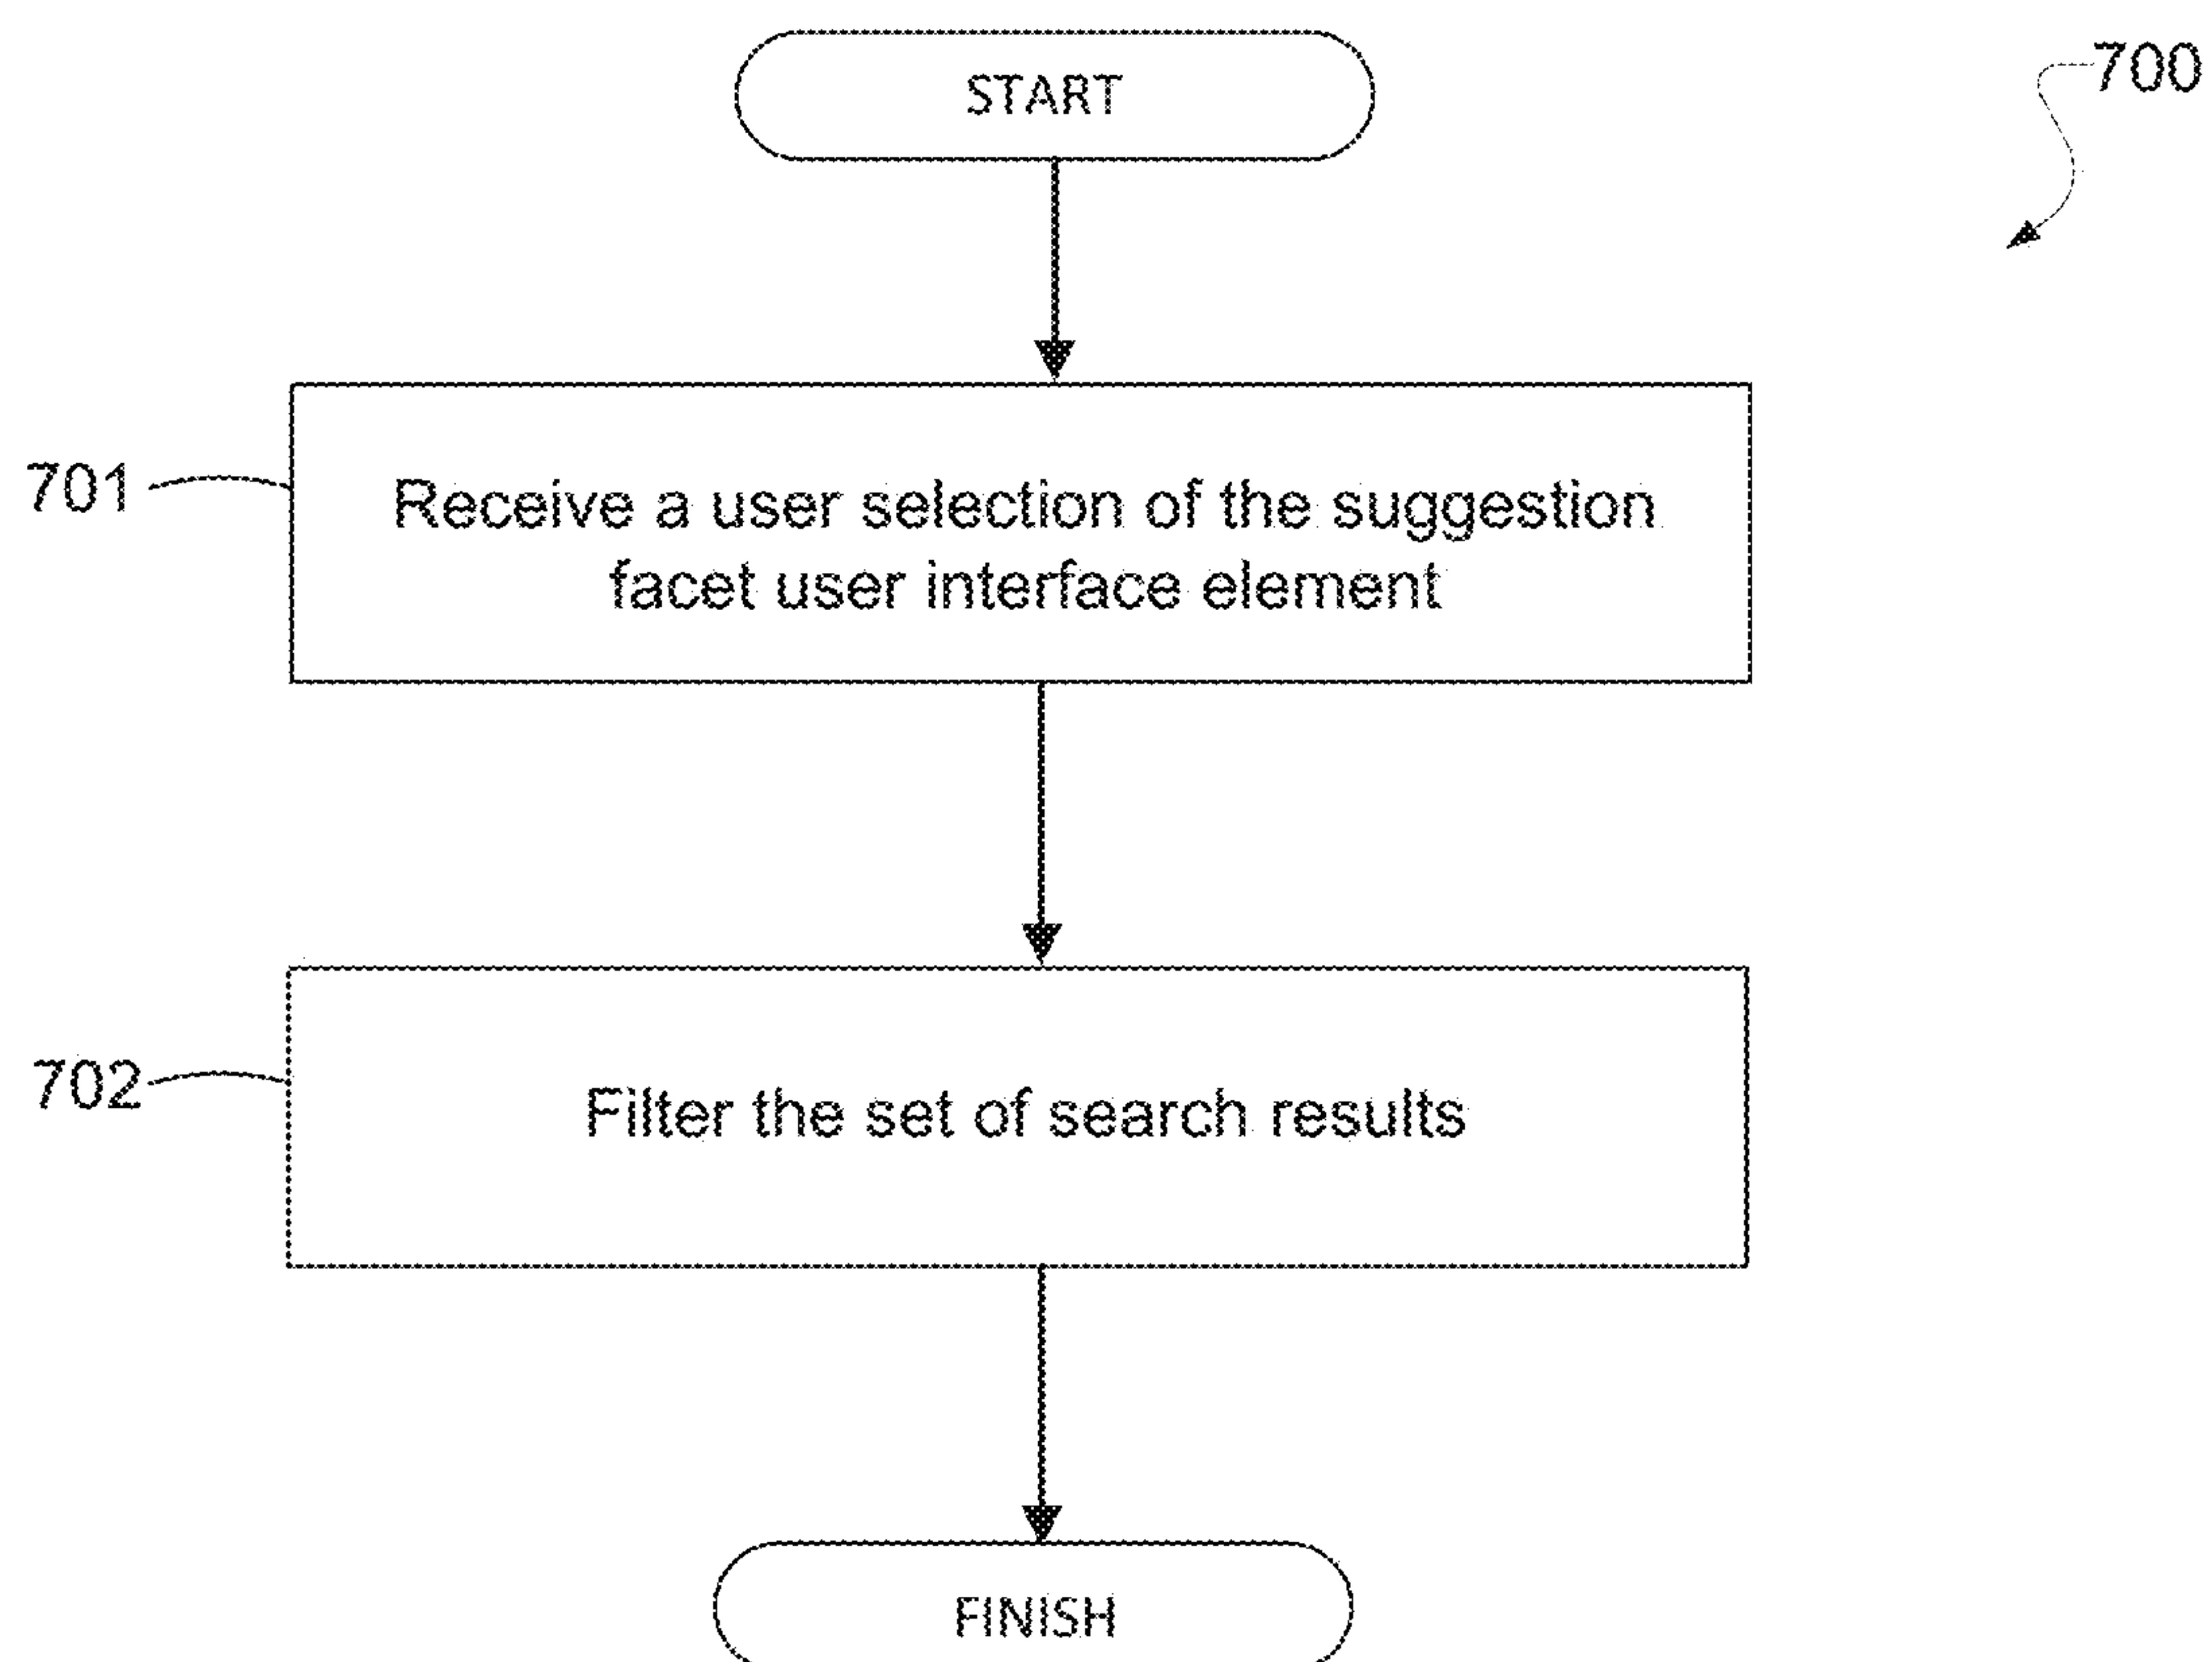 START
700
701
Receive a user selection of the suggestion
facet user interface element
702
Filter the set of search results
FINISH